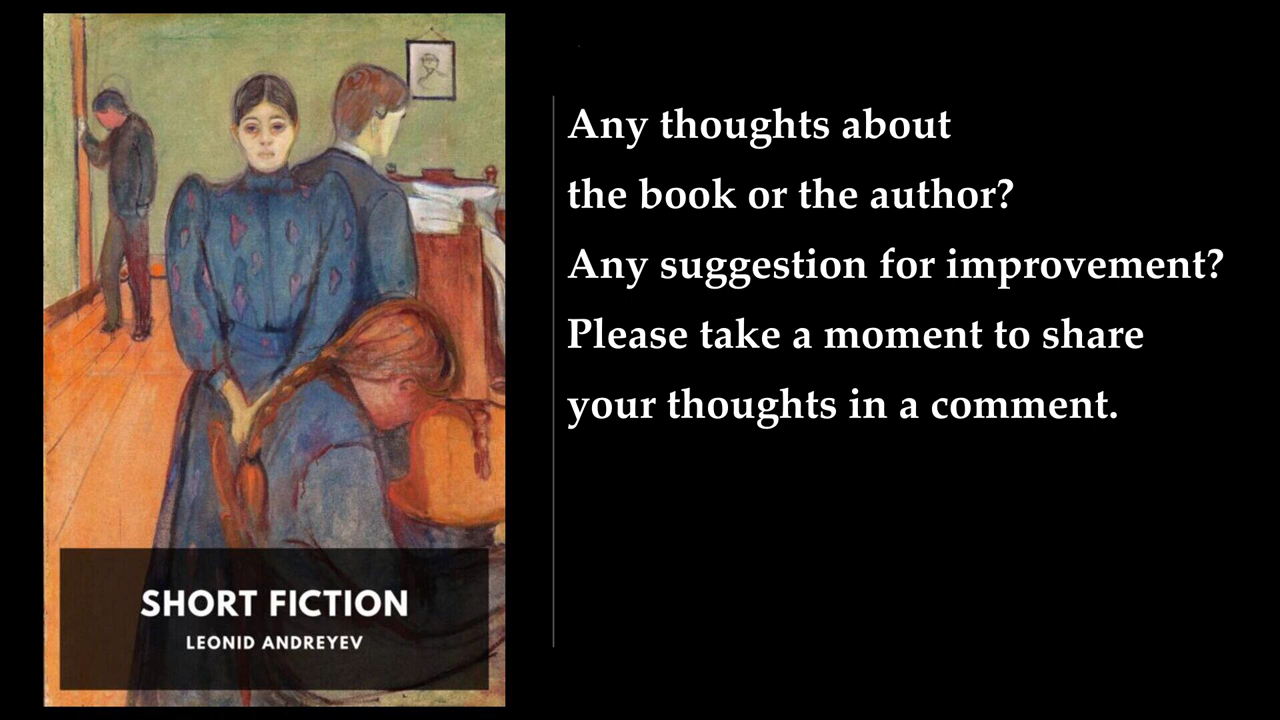 Any thoughts about
the book or the author?
Any suggestion for improvement?
Please take a moment to share
your thoughts in a comment.
SHORT FICTION
LEONID ANDREYEV